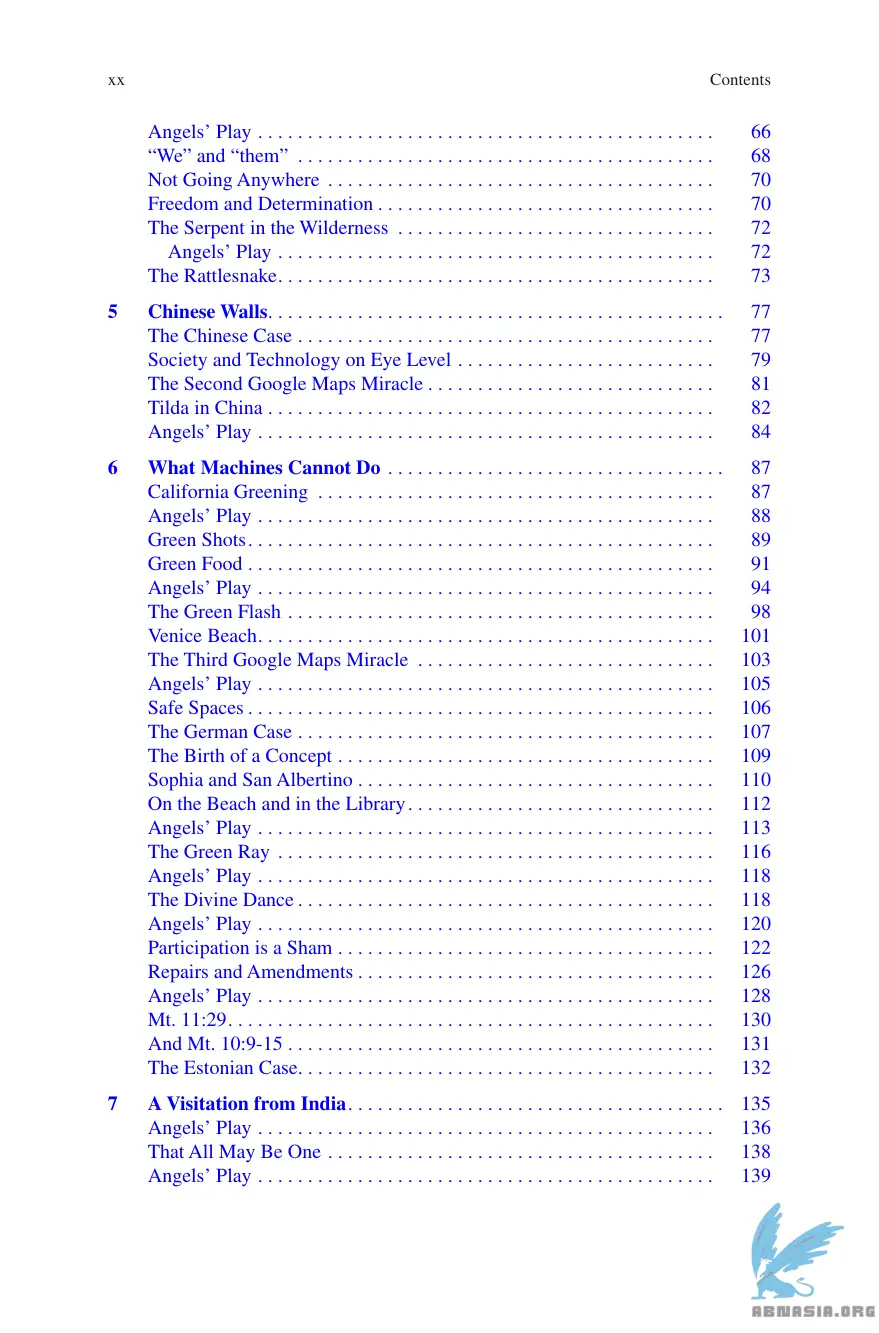 xx Contents
Angels’ Play . . . . . . . . . . . . . . . . . . . . . . . . . . . . . . . . . . . . . . . . . . . . . . 66
“We” and “them” . . . . . . . . . . . . . . . . . . . . . . . . . . . . . . . . . . . . . . . . . . 68
Not Going Anywhere . . . . . . . . . . . . . . . . . . . . . . . . . . . . . . . . . . . . . . . 70
Freedom and Determination . . . . . . . . . . . . . . . . . . . . . . . . . . . . . . . . . . 70
The Serpent in the Wilderness . . . . . . . . . . . . . . . . . . . . . . . . . . . . . . . . 72
Angels’ Play . . . . . . . . . . . . . . . . . . . . . . . . . . . . . . . . . . . . . . . . . . . . 72
The Rattlesnake. . . . . . . . . . . . . . . . . . . . . . . . . . . . . . . . . . . . . . . . . . . . 73
5 Chinese Walls. . . . . . . . . . . . . . . . . . . . . . . . . . . . . . . . . . . . . . . . . . . . . . 77
The Chinese Case . . . . . . . . . . . . . . . . . . . . . . . . . . . . . . . . . . . . . . . . . . 77
Society and Technology on Eye Level . . . . . . . . . . . . . . . . . . . . . . . . . . 79
The Second Google Maps Miracle . . . . . . . . . . . . . . . . . . . . . . . . . . . . . 81
Tilda in China . . . . . . . . . . . . . . . . . . . . . . . . . . . . . . . . . . . . . . . . . . . . . 82
Angels’ Play . . . . . . . . . . . . . . . . . . . . . . . . . . . . . . . . . . . . . . . . . . . . . . 84
6 What Machines Cannot Do . . . . . . . . . . . . . . . . . . . . . . . . . . . . . . . . . . 87
California Greening . . . . . . . . . . . . . . . . . . . . . . . . . . . . . . . . . . . . . . . . 87
Angels’ Play . . . . . . . . . . . . . . . . . . . . . . . . . . . . . . . . . . . . . . . . . . . . . . 88
Green Shots. . . . . . . . . . . . . . . . . . . . . . . . . . . . . . . . . . . . . . . . . . . . . . . 89
Green Food . . . . . . . . . . . . . . . . . . . . . . . . . . . . . . . . . . . . . . . . . . . . . . . 91
Angels’ Play . . . . . . . . . . . . . . . . . . . . . . . . . . . . . . . . . . . . . . . . . . . . . . 94
The Green Flash . . . . . . . . . . . . . . . . . . . . . . . . . . . . . . . . . . . . . . . . . . . 98
Venice Beach. . . . . . . . . . . . . . . . . . . . . . . . . . . . . . . . . . . . . . . . . . . . . . 101
The Third Google Maps Miracle . . . . . . . . . . . . . . . . . . . . . . . . . . . . . . 103
Angels’ Play . . . . . . . . . . . . . . . . . . . . . . . . . . . . . . . . . . . . . . . . . . . . . . 105
Safe Spaces . . . . . . . . . . . . . . . . . . . . . . . . . . . . . . . . . . . . . . . . . . . . . . . 106
The German Case . . . . . . . . . . . . . . . . . . . . . . . . . . . . . . . . . . . . . . . . . . 107
The Birth of a Concept . . . . . . . . . . . . . . . . . . . . . . . . . . . . . . . . . . . . . . 109
Sophia and San Albertino . . . . . . . . . . . . . . . . . . . . . . . . . . . . . . . . . . . . 110
On the Beach and in the Library. . . . . . . . . . . . . . . . . . . . . . . . . . . . . . . 112
Angels’ Play . . . . . . . . . . . . . . . . . . . . . . . . . . . . . . . . . . . . . . . . . . . . . . 113
The Green Ray . . . . . . . . . . . . . . . . . . . . . . . . . . . . . . . . . . . . . . . . . . . . 116
Angels’ Play . . . . . . . . . . . . . . . . . . . . . . . . . . . . . . . . . . . . . . . . . . . . . . 118
The Divine Dance . . . . . . . . . . . . . . . . . . . . . . . . . . . . . . . . . . . . . . . . . . 118
Angels’ Play . . . . . . . . . . . . . . . . . . . . . . . . . . . . . . . . . . . . . . . . . . . . . . 120
Participation is a Sham . . . . . . . . . . . . . . . . . . . . . . . . . . . . . . . . . . . . . . 122
Repairs and Amendments . . . . . . . . . . . . . . . . . . . . . . . . . . . . . . . . . . . . 126
Angels’ Play . . . . . . . . . . . . . . . . . . . . . . . . . . . . . . . . . . . . . . . . . . . . . . 128
Mt. 11:29. . . . . . . . . . . . . . . . . . . . . . . . . . . . . . . . . . . . . . . . . . . . . . . . . 130
And Mt. 10:9-15 . . . . . . . . . . . . . . . . . . . . . . . . . . . . . . . . . . . . . . . . . . . 131
The Estonian Case. . . . . . . . . . . . . . . . . . . . . . . . . . . . . . . . . . . . . . . . . . 132
7 A Visitation from India. . . . . . . . . . . . . . . . . . . . . . . . . . . . . . . . . . . . . . 135
Angels’ Play . . . . . . . . . . . . . . . . . . . . . . . . . . . . . . . . . . . . . . . . . . . . . . 136
That All May Be One . . . . . . . . . . . . . . . . . . . . . . . . . . . . . . . . . . . . . . . 138
Angels’ Play . . . . . . . . . . . . . . . . . . . . . . . . . . . . . . . . . . . . . . . . . . . . . . 139
ABNASIA.ORG